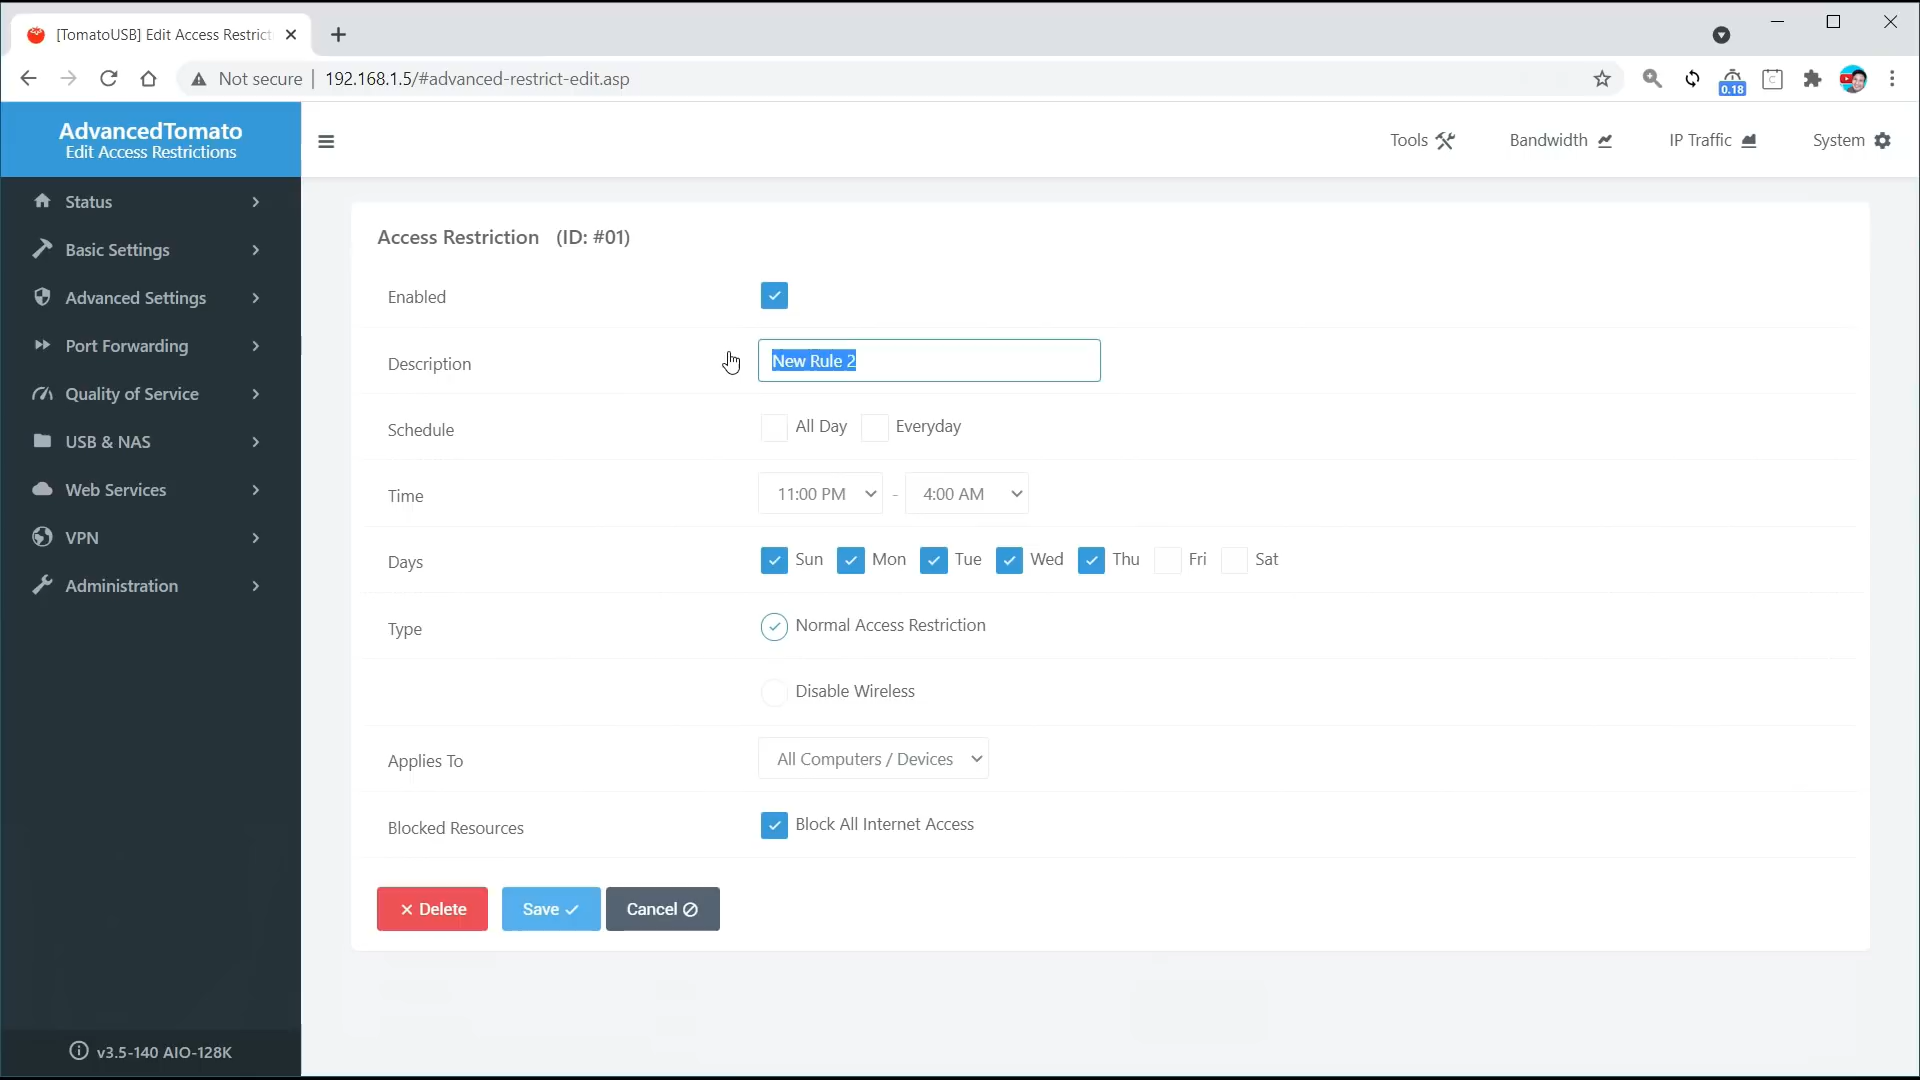 [TomatoUSB] Edit Access Restrict
Not secure | 192.168.1.5/#advanced-restrict-edit.asp
0.18
AdvancedTomato
Edit Access Restrictions
Tools
Bandwidth
IP Traffic
System
Status
Basic Settings
Advanced Settings
Port Forwarding
Quality of Service
USB & NAS
Web Services
VPN
Administration
v3.5-140 AIO-128K
Access Restriction (ID: #01)
Enabled
Description New Rule 2
Schedule All Day Everyday
Time 11:00 PM - 4:00 AM
Days Sun Mon Tue Wed Thu Fri Sat
Type Normal Access Restriction
Disable Wireless
Applies To All Computers / Devices
Blocked Resources Block All Internet Access
Delete Save Cancel